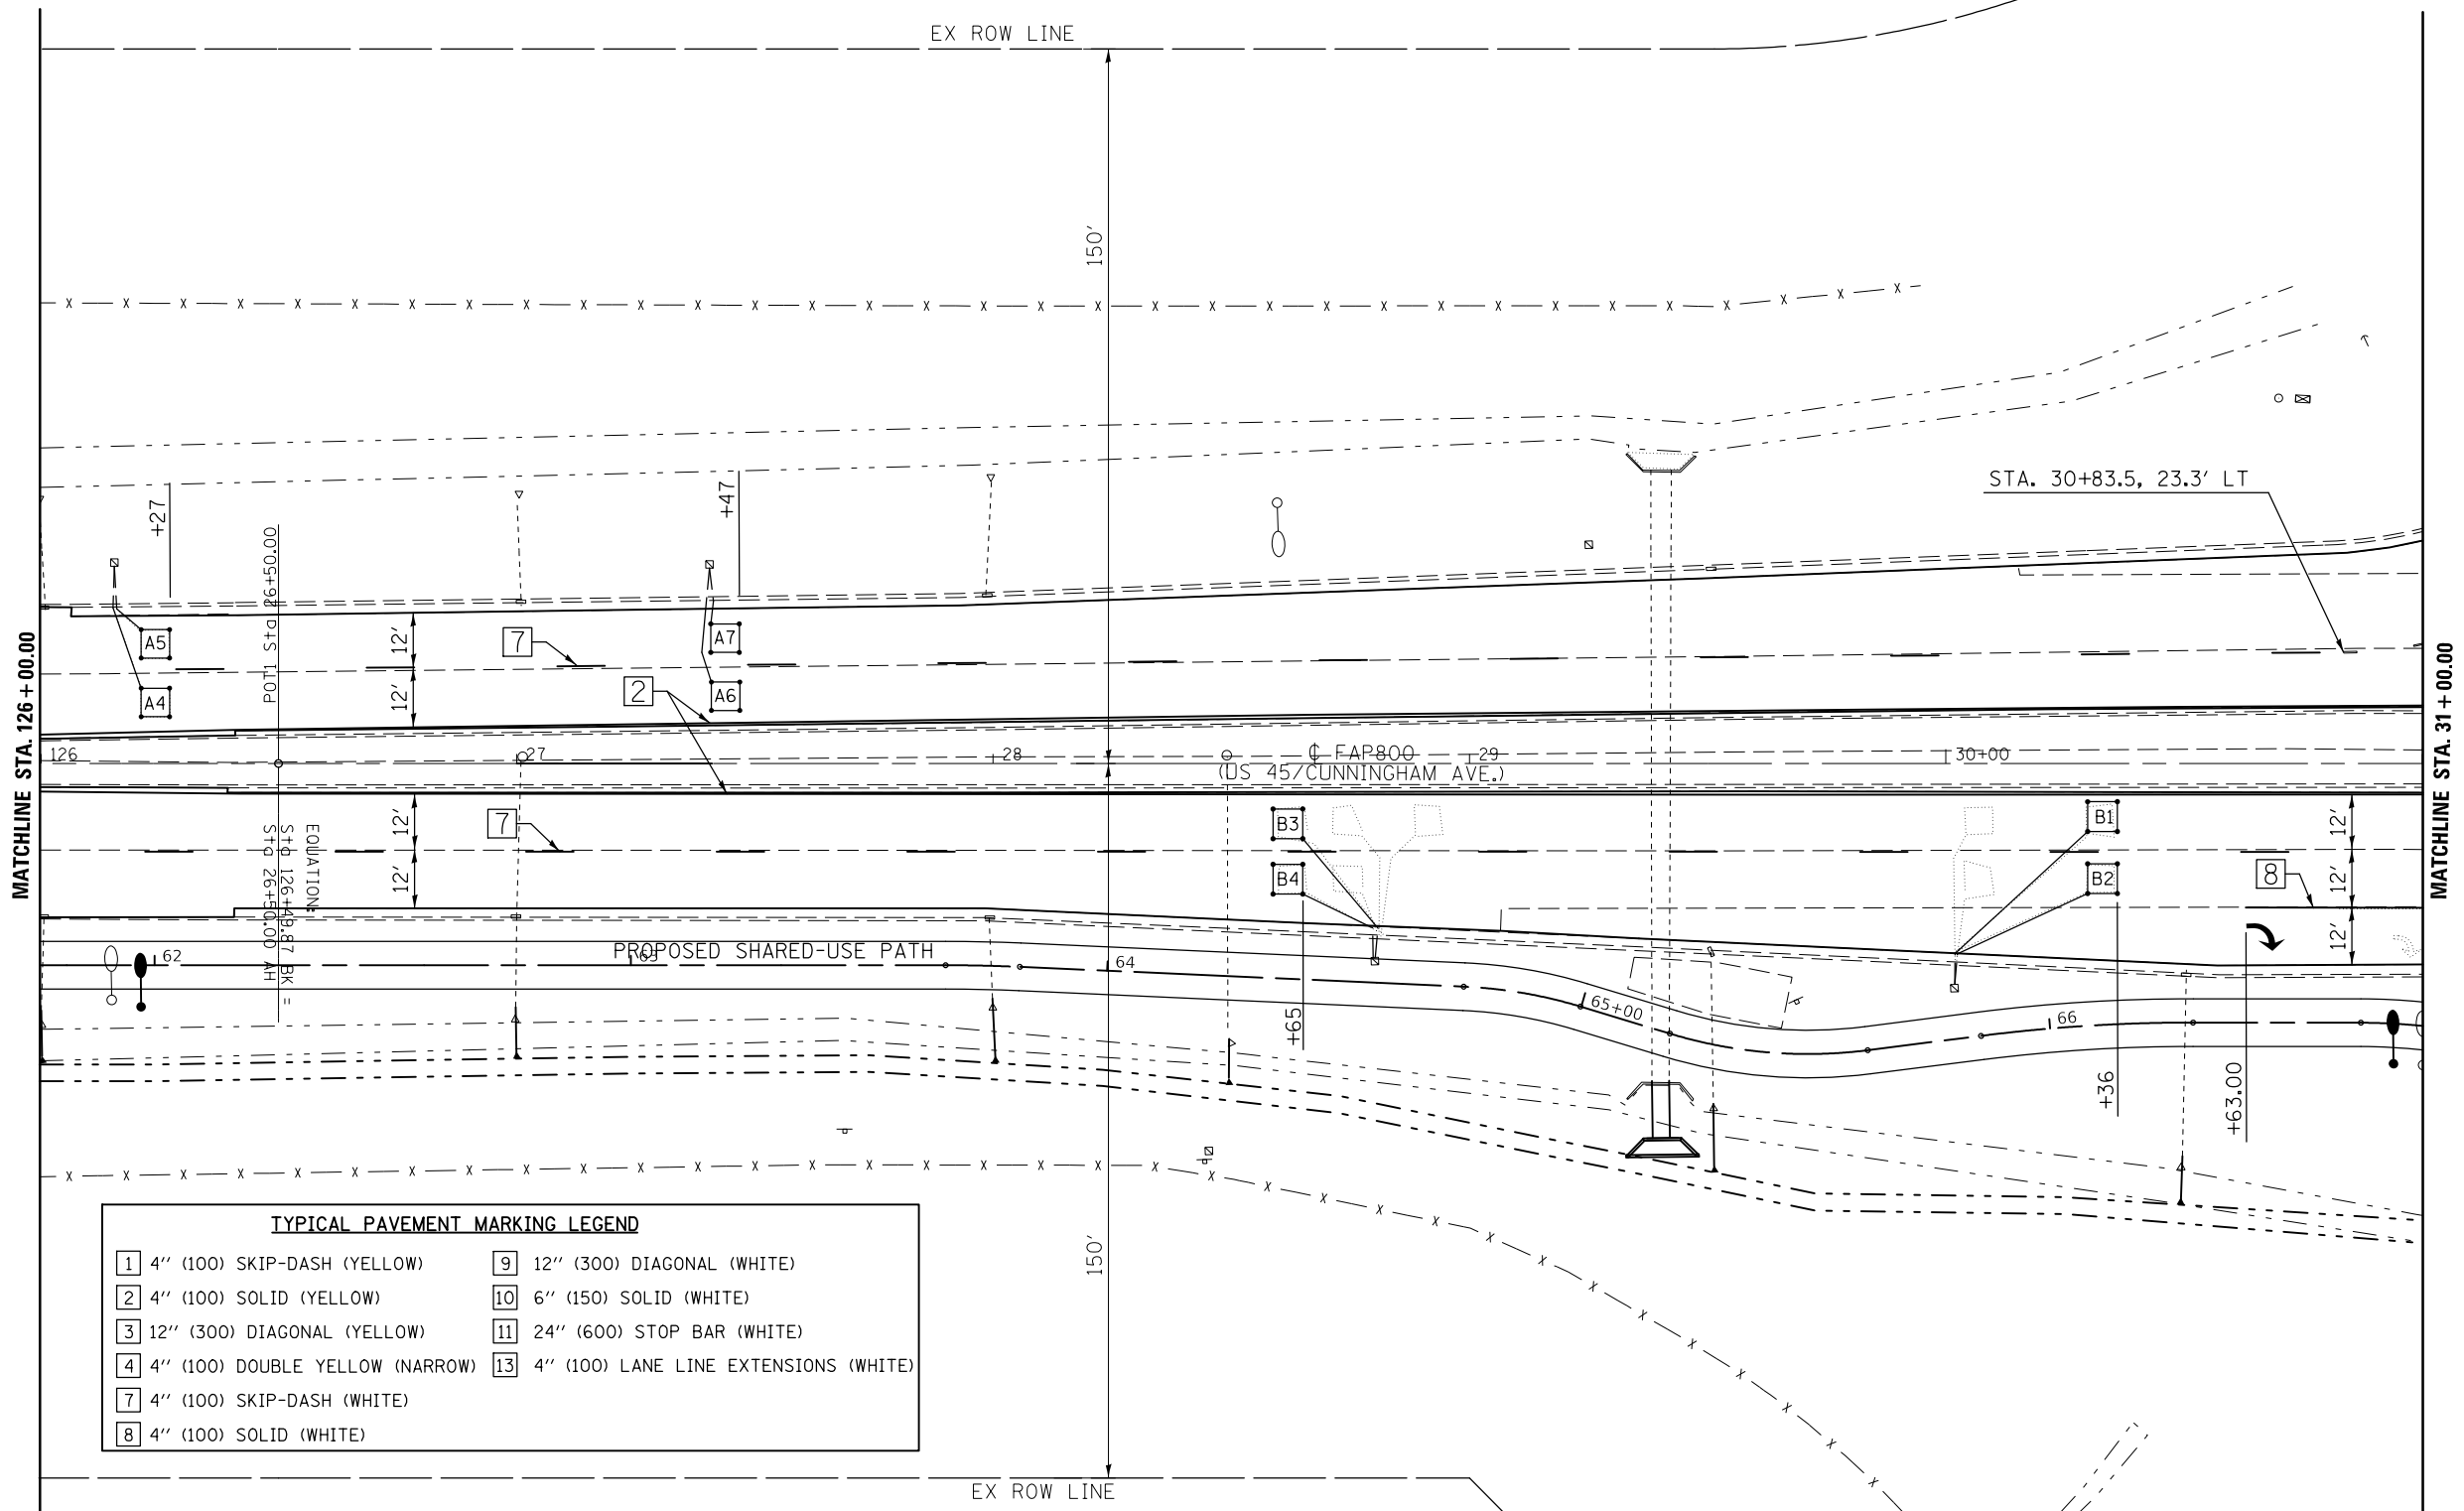 EX ROW LINE
150'
MATCHLINE STA. 126+00.00
MATCHLINE STA. 31+00.00
+27
+47
STA. 30+83.5, 23.3' LT
POT1 Sta 26+50.00
A5
A4
A7
A6
12'
12'
7
2
126
27
28
29
30+00
℄ FAP800
(US 45/CUNNINGHAM AVE.)
EQUATION:
Sta 126+49.87 BK =
Sta 26+50.00 AH
12'
12'
7
B3
B4
B1
B2
12'
12'
12'
8
PROPOSED SHARED-USE PATH
62
63
64
65+00
66
+65
+36
+63.00
150'
TYPICAL PAVEMENT MARKING LEGEND
1 4'' (100) SKIP-DASH (YELLOW)
2 4'' (100) SOLID (YELLOW)
3 12'' (300) DIAGONAL (YELLOW)
4 4'' (100) DOUBLE YELLOW (NARROW)
7 4'' (100) SKIP-DASH (WHITE)
8 4'' (100) SOLID (WHITE)
9 12'' (300) DIAGONAL (WHITE)
10 6'' (150) SOLID (WHITE)
11 24'' (600) STOP BAR (WHITE)
13 4'' (100) LANE LINE EXTENSIONS (WHITE)
EX ROW LINE